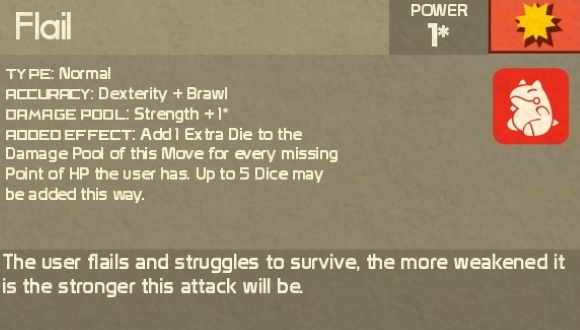 Flail
POWER
1*
TYPE: Normal
ACCURACY: Dexterity + Brawl
DAMAGE POOL: Strength +1*
ADDED EFFECT: Add 1 Extra Die to the
Damage Pool of this Move for every missing
Point of HP the user has. Up to 5 Dice may
be added this way.
The user flails and struggles to survive, the more weakened it
is the stronger this attack will be.